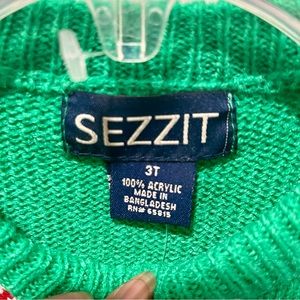 SEZZIT
3T
100% ACRYLIC
MADE IN
BANGLADESH
RN# 65815